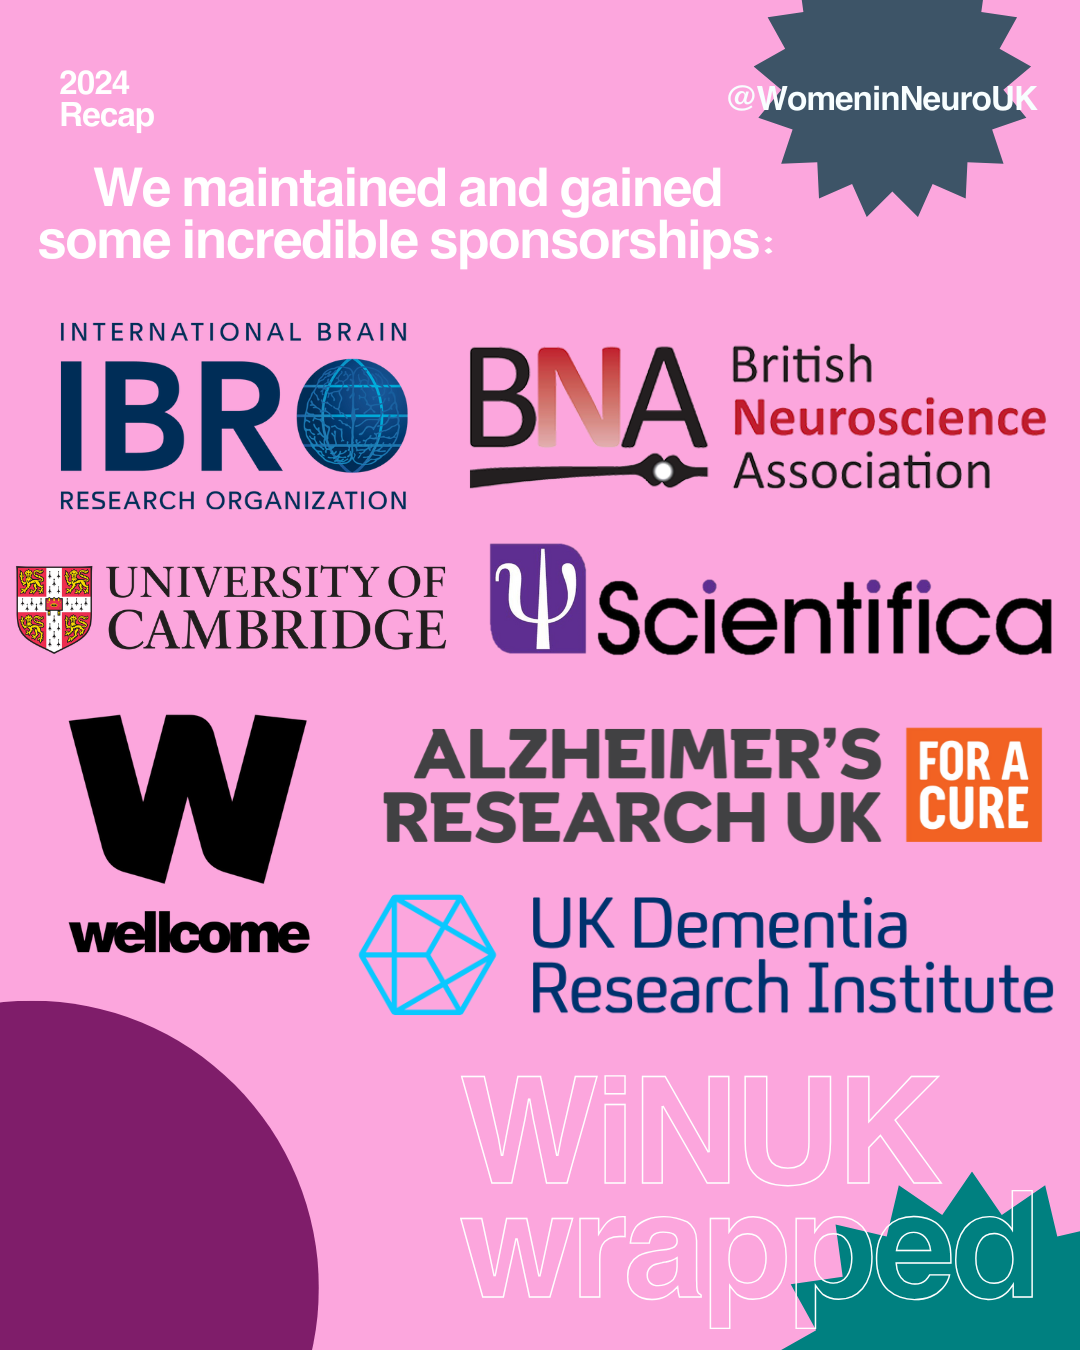 2024
Recap
@WomeninNeuroUK
We maintained and gained
some incredible sponsorships:
INTERNATIONAL BRAIN
IBRO
RESEARCH ORGANIZATION
BNA
British
Neuroscience
Association
UNIVERSITY OF
CAMBRIDGE
ψ Scientifica
W
wellcome
ALZHEIMER'S
RESEARCH UK
FOR A
CURE
UK Dementia
Research Institute
WiNUK
wrapped